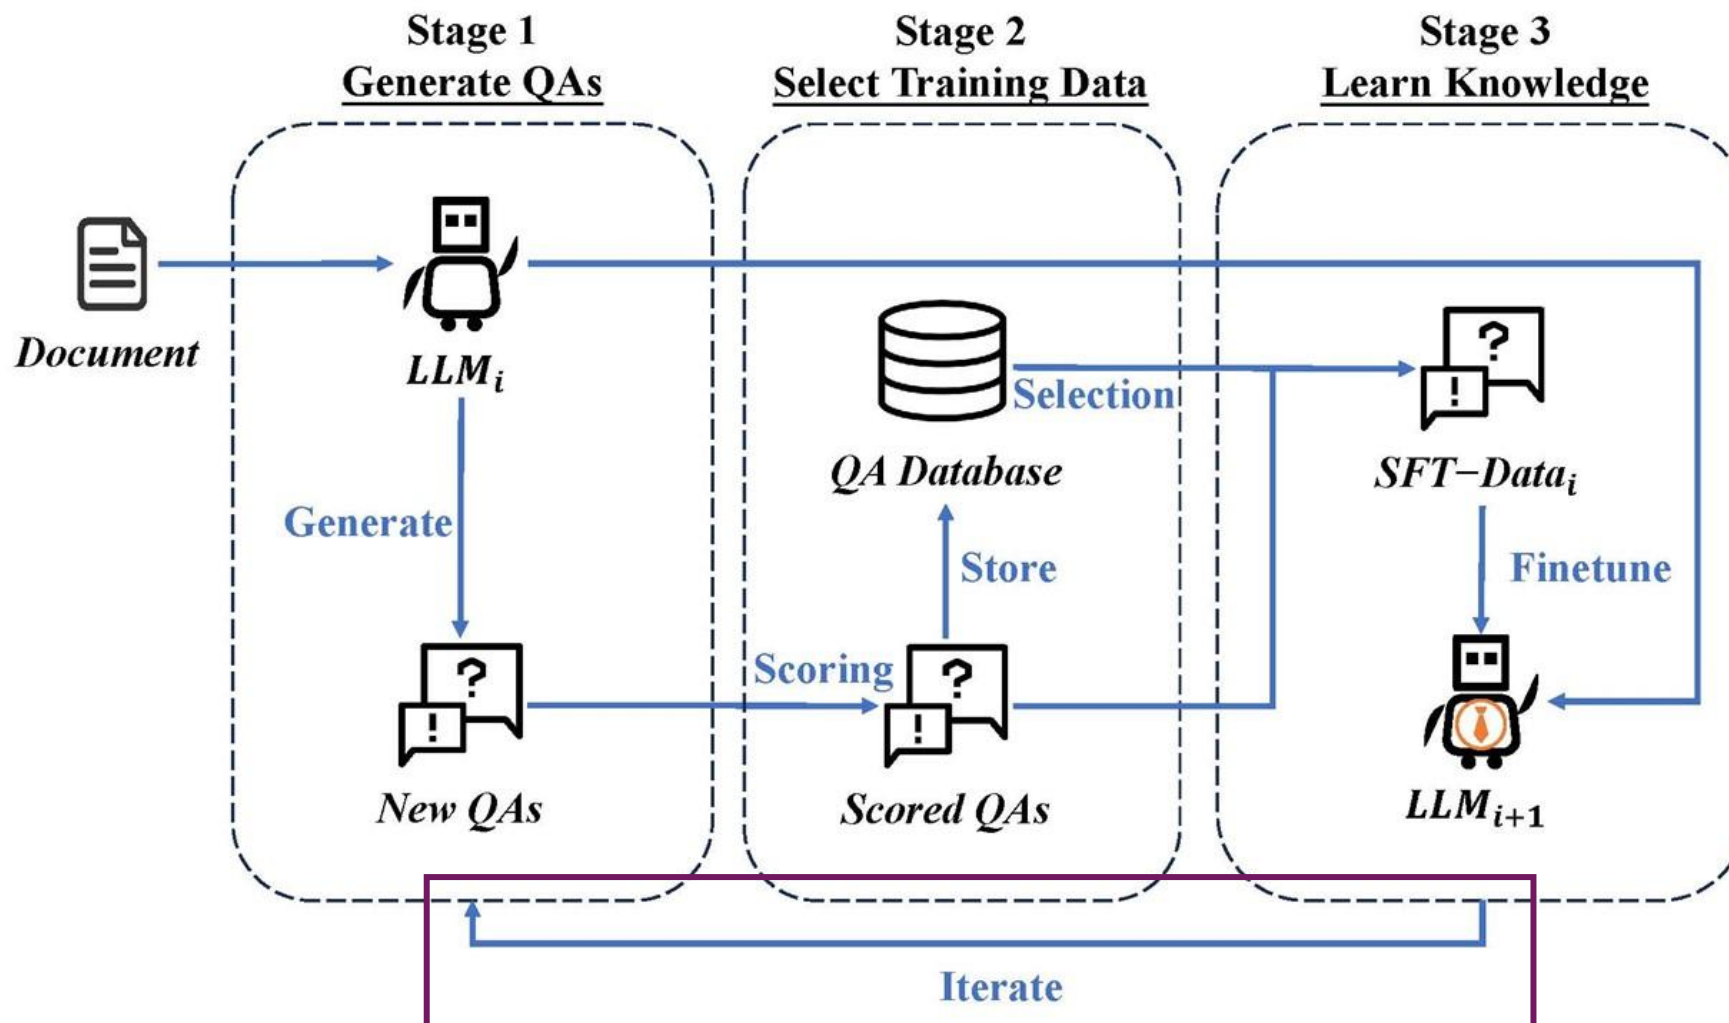 Stage 1
Generate QAs
Stage 2
Select Training Data
Stage 3
Learn Knowledge
Document
LLMᵢ
Generate
New QAs
Scoring
QA Database
Selection
Store
Scored QAs
SFT−Dataᵢ
Finetune
LLMᵢ₊₁
Iterate